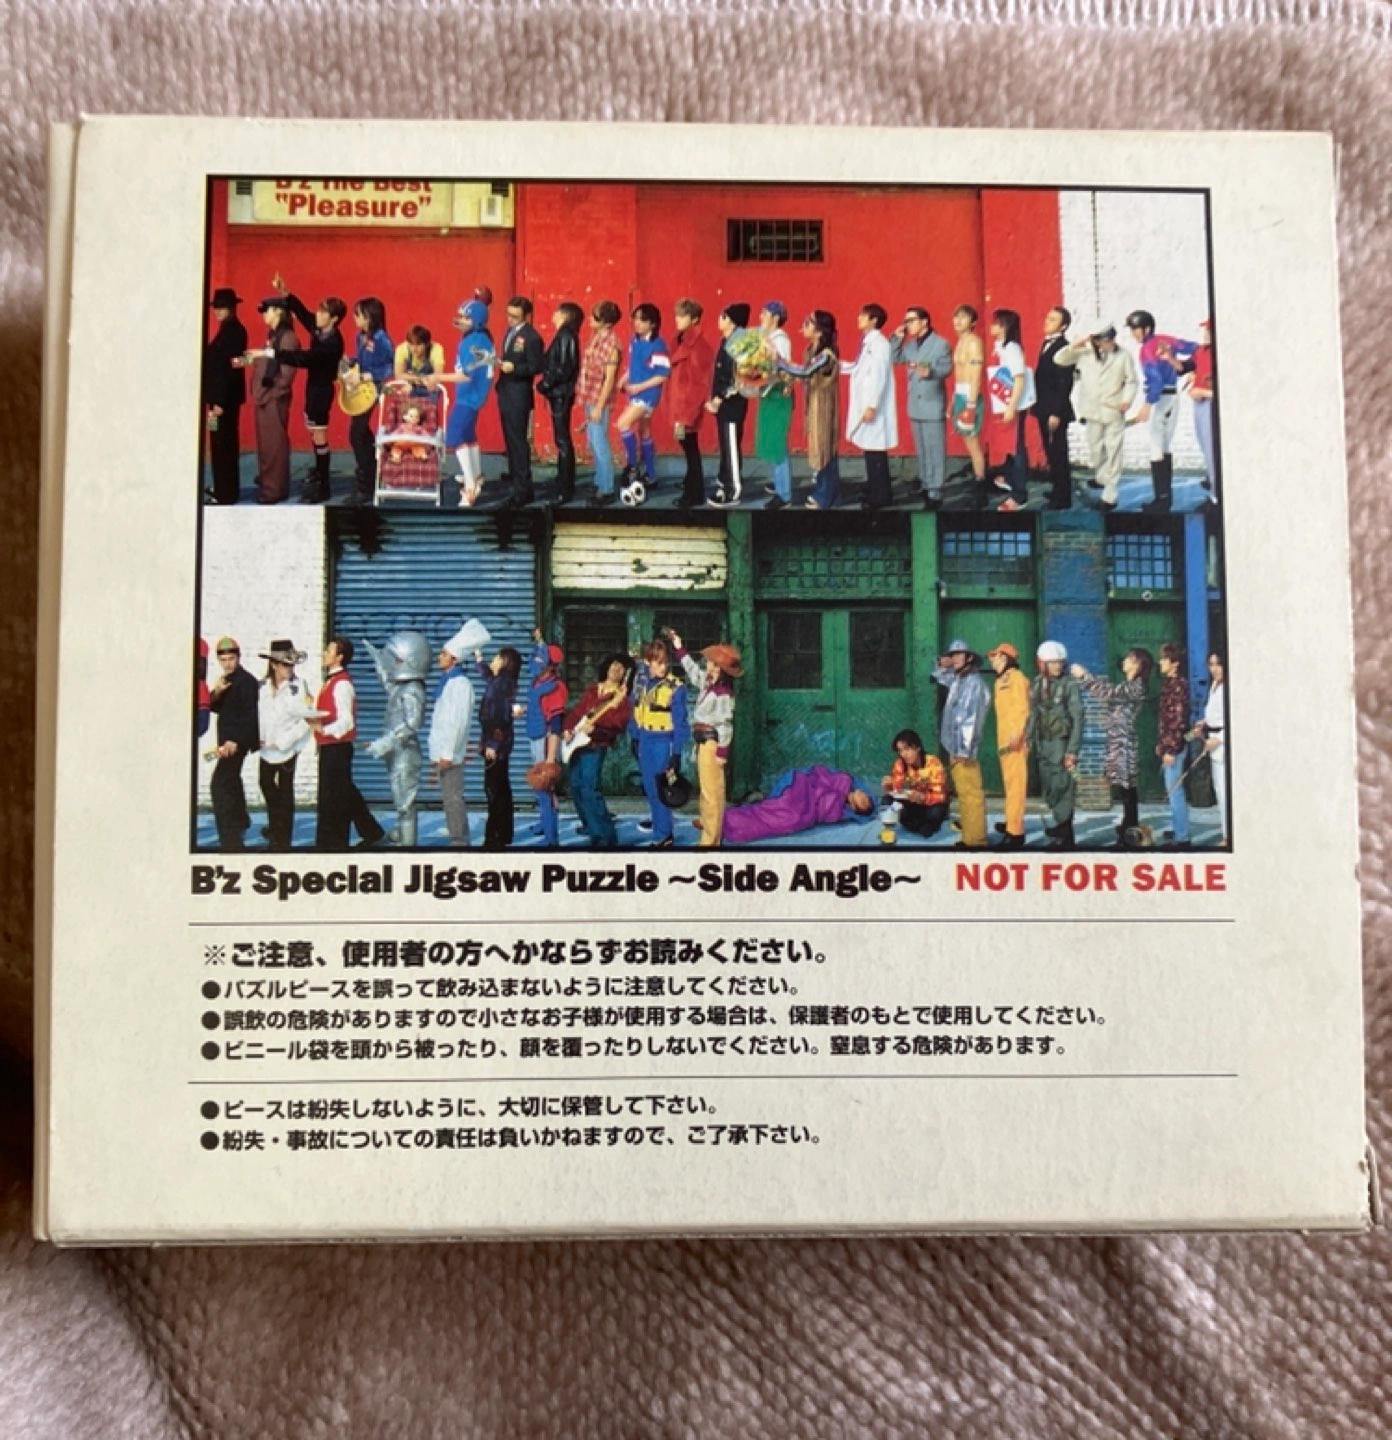 B'z The Best
"Pleasure"
B'z Special Jigsaw Puzzle ～Side Angle～ NOT FOR SALE
※ご注意、使用者の方へかならずお読みください。
●パズルピースを誤って飲み込まないように注意してください。
●誤飲の危険がありますので小さなお子様が使用する場合は、保護者のもとで使用してください。
●ビニール袋を頭から被ったり、顔を覆ったりしないでください。窒息する危険があります。
●ピースは紛失しないように、大切に保管して下さい。
●紛失・事故についての責任は負いかねますので、ご了承下さい。